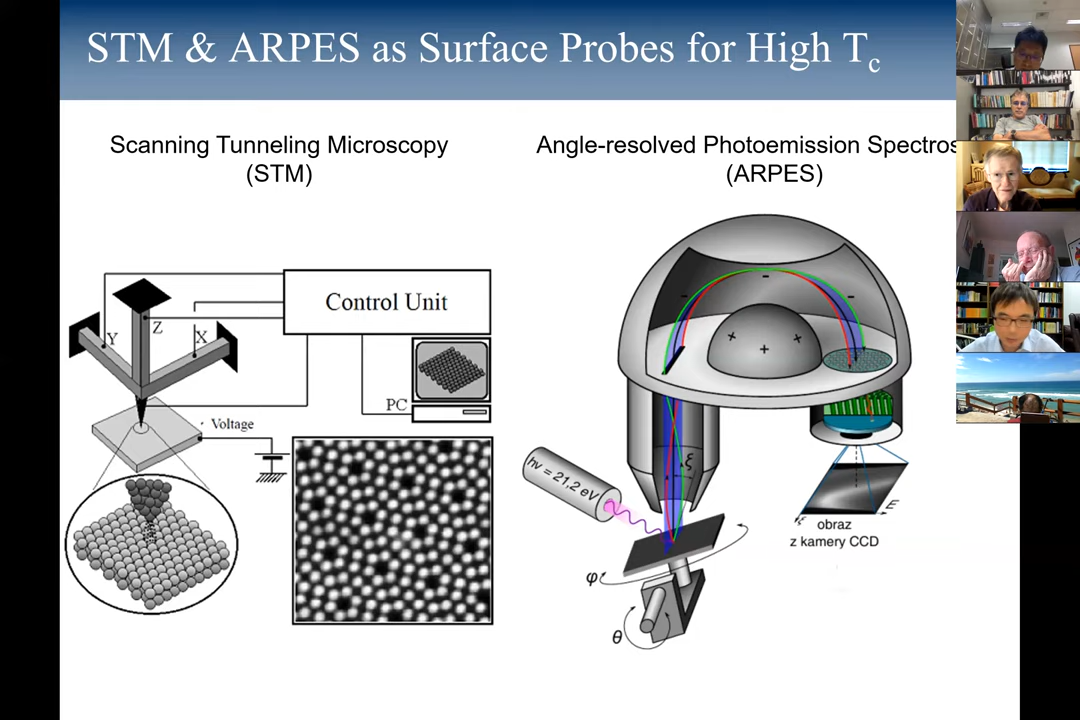 STM & ARPES as Surface Probes for High Tc
Scanning Tunneling Microscopy
(STM)
Angle-resolved Photoemission Spectros
(ARPES)
Control Unit
Y
Z
X
PC
Voltage
- - -
+ + +
ξ
hν = 21,2 eV
φ
θ
ξ
E
obraz
z kamery CCD